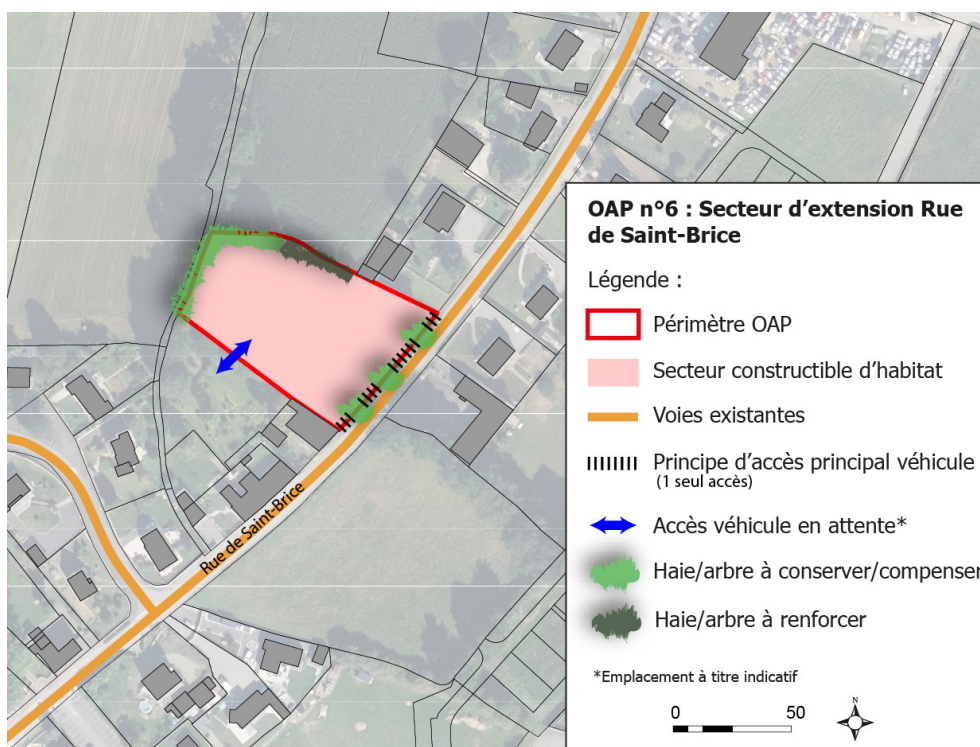 OAP n°6 : Secteur d'extension Rue
de Saint-Brice
Légende :
Périmètre OAP
Secteur constructible d'habitat
Voies existantes
Principe d'accès principal véhicule
(1 seul accès)
Accès véhicule en attente*
Haie/arbre à conserver/compenser
Haie/arbre à renforcer
*Emplacement à titre indicatif
0 50
N
Rue de Saint-Brice